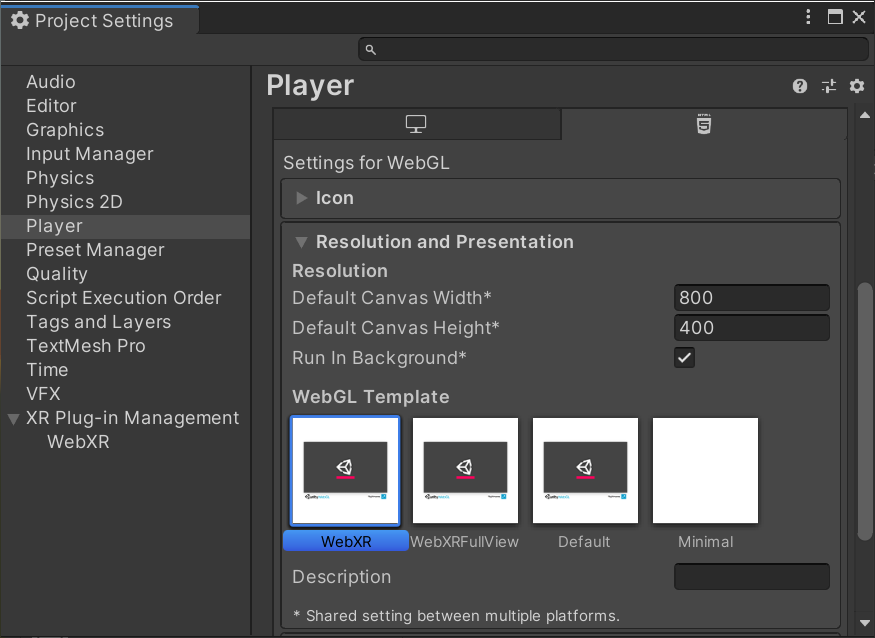 Project Settings
Audio
Editor
Graphics
Input Manager
Physics
Physics 2D
Player
Preset Manager
Quality
Script Execution Order
Tags and Layers
TextMesh Pro
Time
VFX
XR Plug-in Management
WebXR
Player
Settings for WebGL
Icon
Resolution and Presentation
Resolution
Default Canvas Width* 800
Default Canvas Height* 400
Run In Background*
WebGL Template
WebXR WebXRFullView Default Minimal
Description
* Shared setting between multiple platforms.